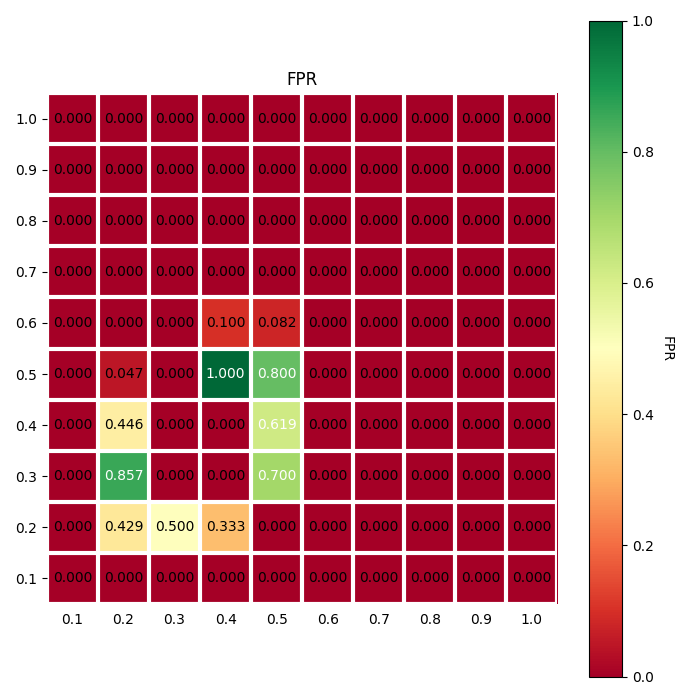 FPR
1.0 0.000 0.000 0.000 0.000 0.000 0.000 0.000 0.000 0.000 0.000
0.9 0.000 0.000 0.000 0.000 0.000 0.000 0.000 0.000 0.000 0.000
0.8 0.000 0.000 0.000 0.000 0.000 0.000 0.000 0.000 0.000 0.000
0.7 0.000 0.000 0.000 0.000 0.000 0.000 0.000 0.000 0.000 0.000
0.6 0.000 0.000 0.000 0.100 0.082 0.000 0.000 0.000 0.000 0.000
0.5 0.000 0.047 0.000 1.000 0.800 0.000 0.000 0.000 0.000 0.000
0.4 0.000 0.446 0.000 0.000 0.619 0.000 0.000 0.000 0.000 0.000
0.3 0.000 0.857 0.000 0.000 0.700 0.000 0.000 0.000 0.000 0.000
0.2 0.000 0.429 0.500 0.333 0.000 0.000 0.000 0.000 0.000 0.000
0.1 0.000 0.000 0.000 0.000 0.000 0.000 0.000 0.000 0.000 0.000
0.1 0.2 0.3 0.4 0.5 0.6 0.7 0.8 0.9 1.0
1.0
0.8
0.6
0.4
0.2
0.0
FPR